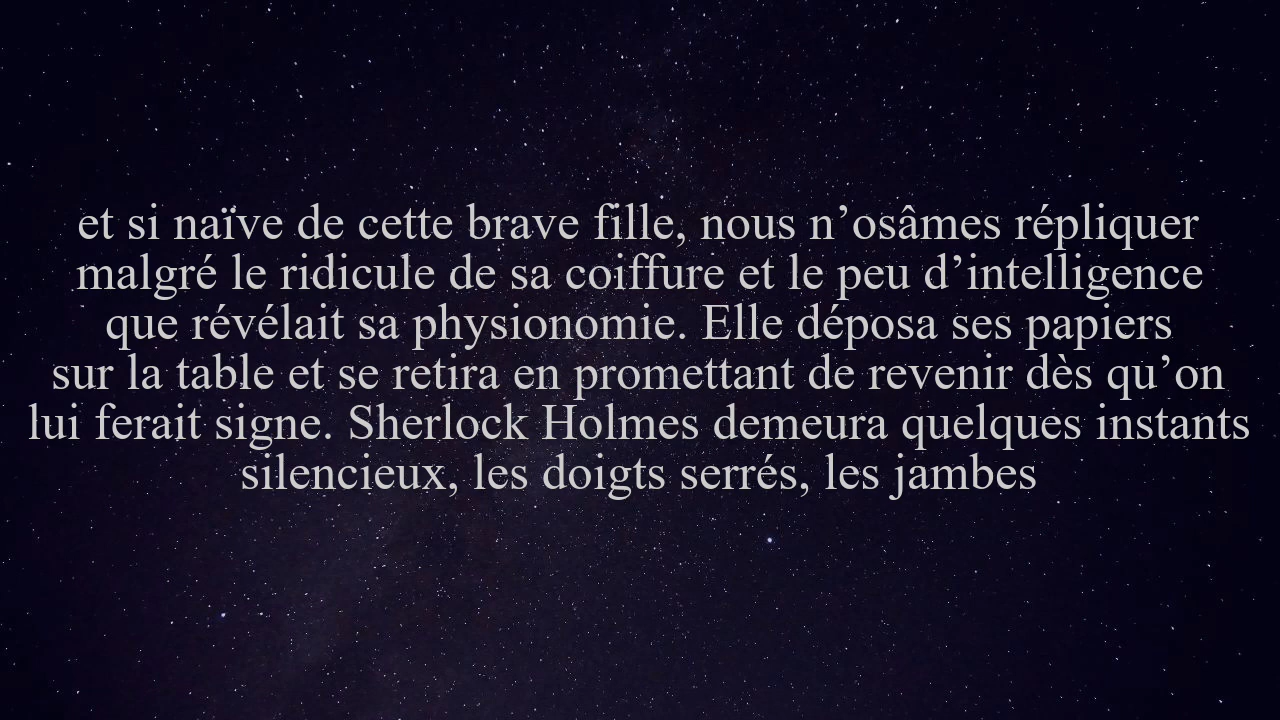 et si naïve de cette brave fille, nous n’osâmes répliquer
malgré le ridicule de sa coiffure et le peu d’intelligence
que révélait sa physionomie. Elle déposa ses papiers
sur la table et se retira en promettant de revenir dès qu’on
lui ferait signe. Sherlock Holmes demeura quelques instants
silencieux, les doigts serrés, les jambes